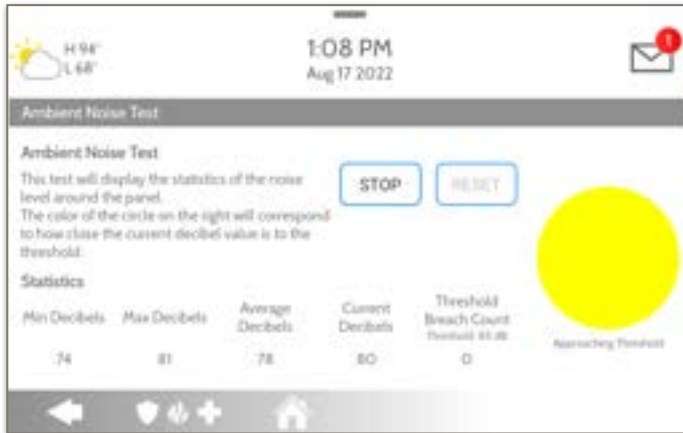 H 94°
L 68°
1:08 PM
Aug 17 2022
1
Ambient Noise Test
Ambient Noise Test
This test will display the statistics of the noise
level around the panel.
The color of the circle on the right will correspond
to how close the current decibel value is to the
threshold.
STOP
RESET
Statistics
Min Decibels
Max Decibels
Average
Decibels
Current
Decibels
Threshold
Breach Count
Threshold:
74
81
78
80
0
Approaching Threshold